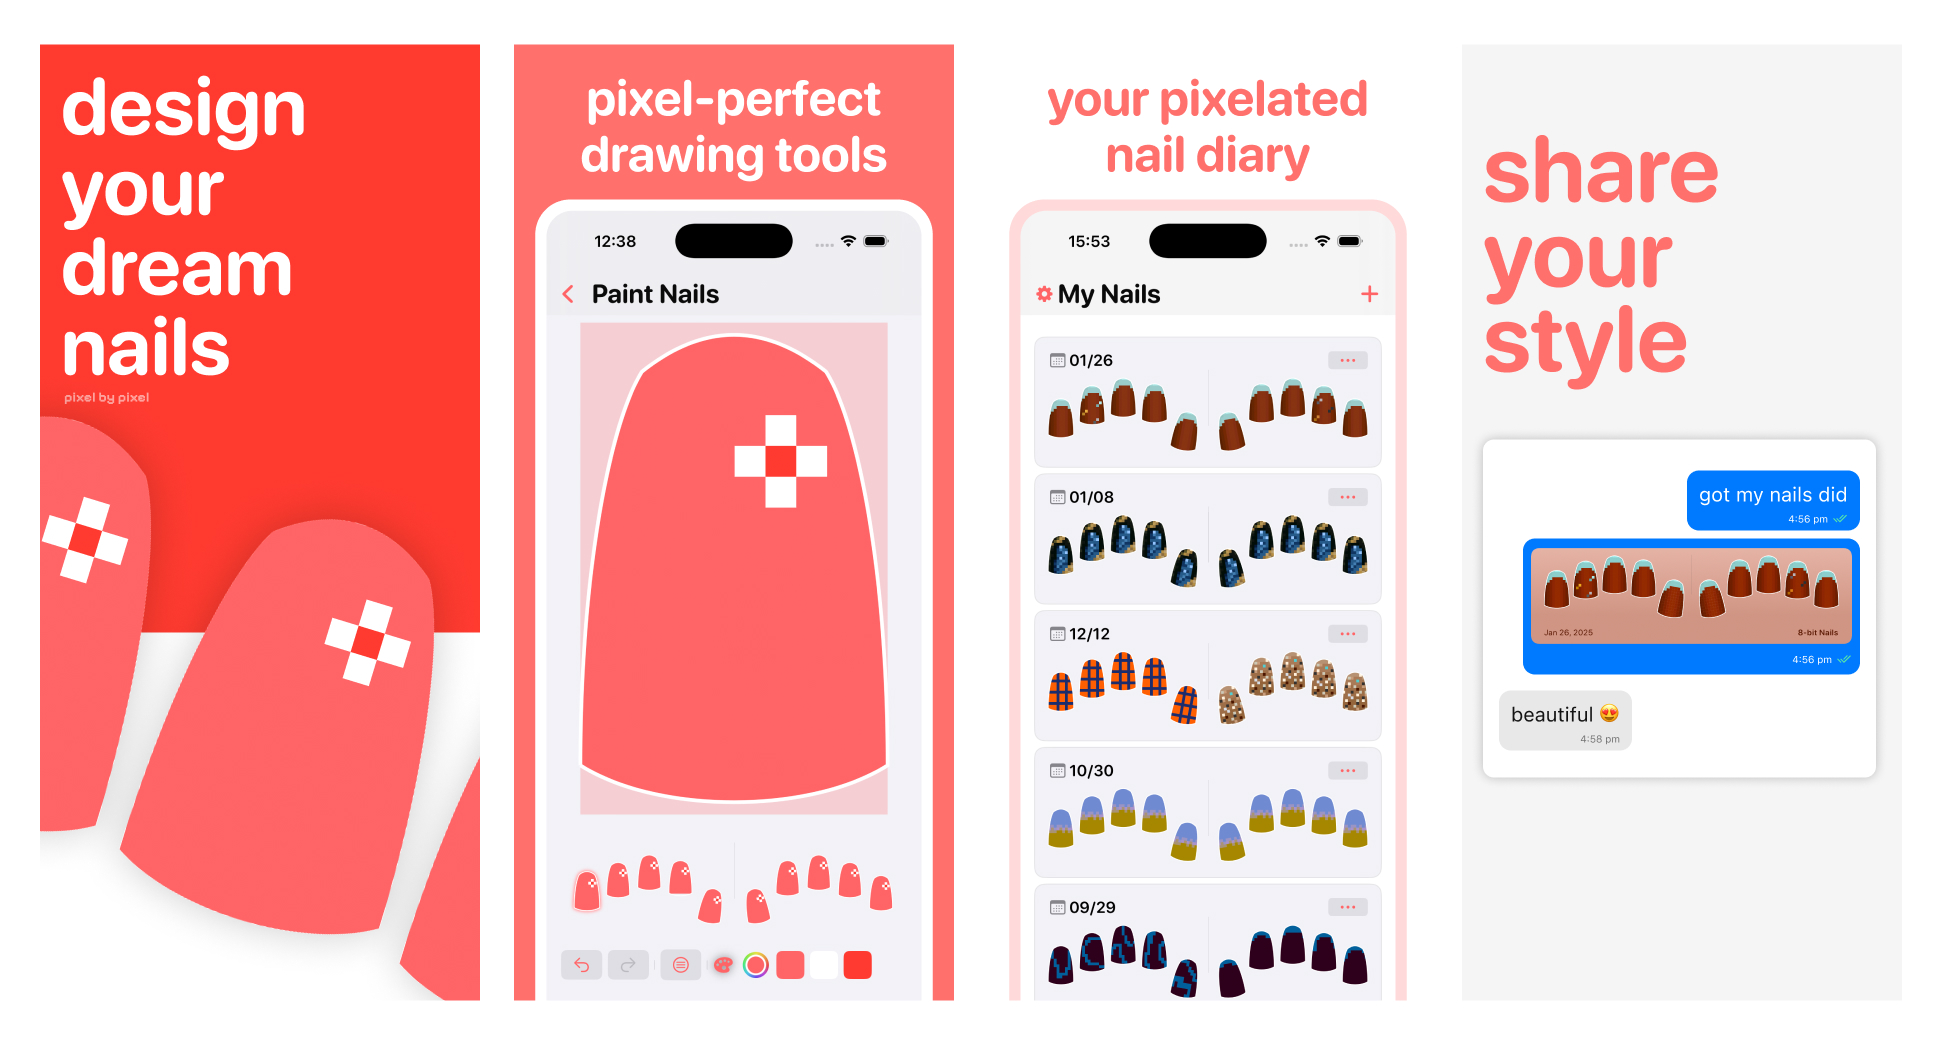 design
your
dream
nails
pixel by pixel
pixel-perfect
drawing tools
12:38
Paint Nails
your pixelated
nail diary
15:53
My Nails
01/26
01/08
12/12
10/30
09/29
share
your
style
got my nails did
4:56 pm
Jan 26, 2025
8-bit Nails
4:56 pm
beautiful 😍
4:58 pm